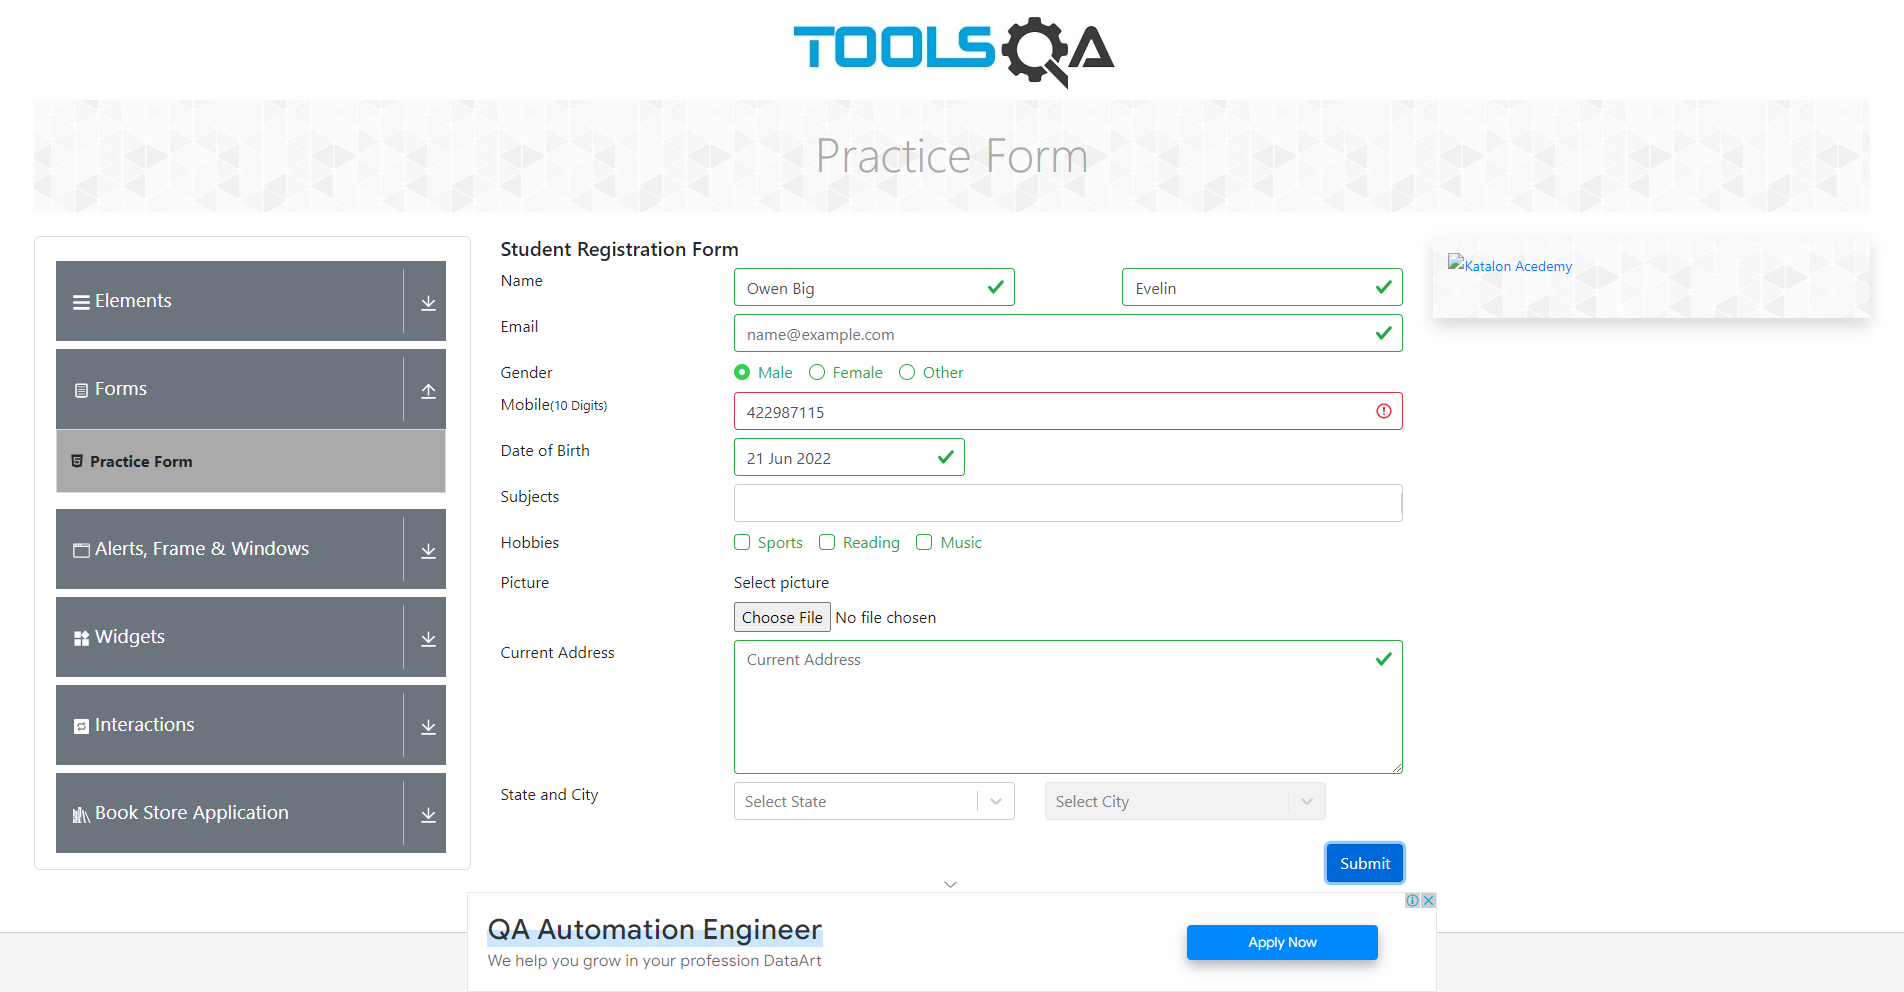 TOOLSQA
Practice Form
Elements
Forms
Practice Form
Alerts, Frame & Windows
Widgets
Interactions
Book Store Application
Student Registration Form
Name
Owen Big
Evelin
Email
name@example.com
Gender
Male Female Other
Mobile(10 Digits)
422987115
Date of Birth
21 Jun 2022
Subjects
Hobbies
Sports Reading Music
Picture
Select picture
Choose File No file chosen
Current Address
Current Address
State and City
Select State
Select City
Submit
Katalon Acedemy
QA Automation Engineer
We help you grow in your profession DataArt
Apply Now